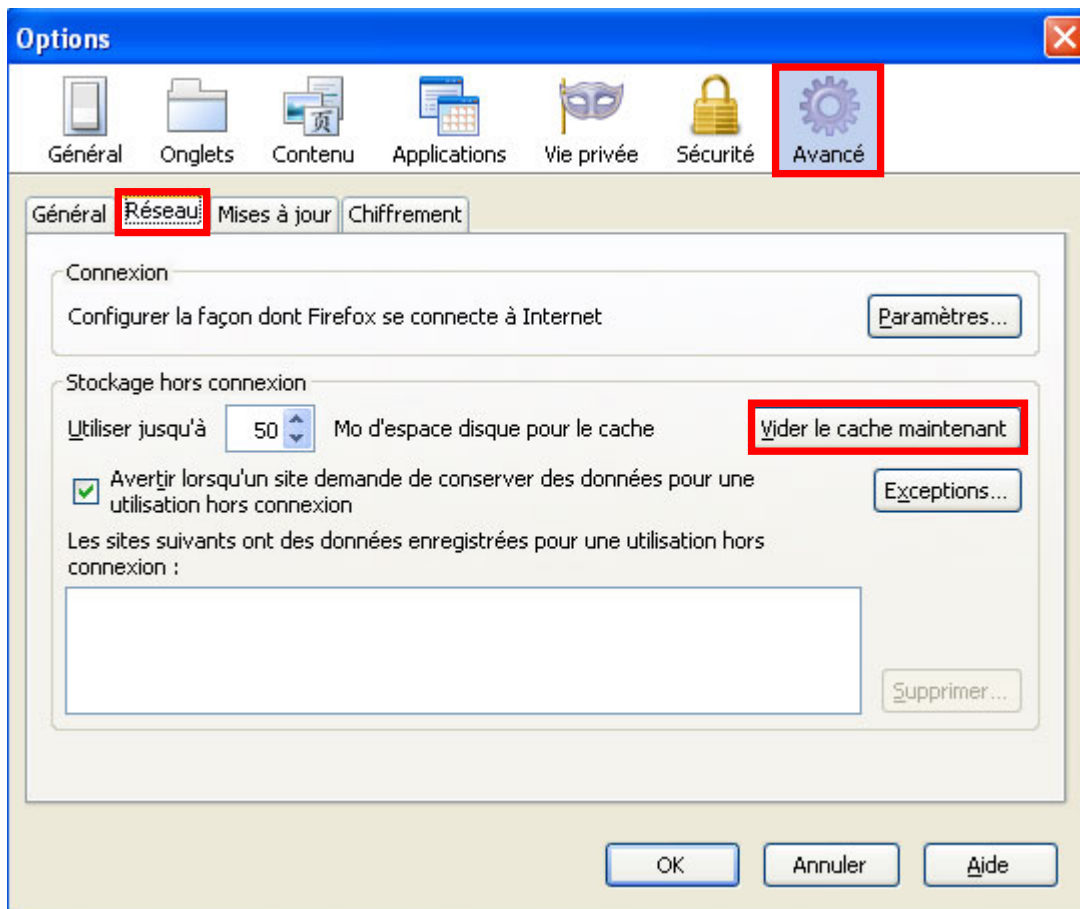 Options
Général Onglets Contenu Applications Vie privée Sécurité Avancé
Général Réseau Mises à jour Chiffrement
Connexion
Configurer la façon dont Firefox se connecte à Internet Paramètres...
Stockage hors connexion
Utiliser jusqu'à 50 Mo d'espace disque pour le cache Vider le cache maintenant
Avertir lorsqu'un site demande de conserver des données pour une
utilisation hors connexion
Exceptions...
Les sites suivants ont des données enregistrées pour une utilisation hors
connexion :
Supprimer...
OK Annuler Aide
页